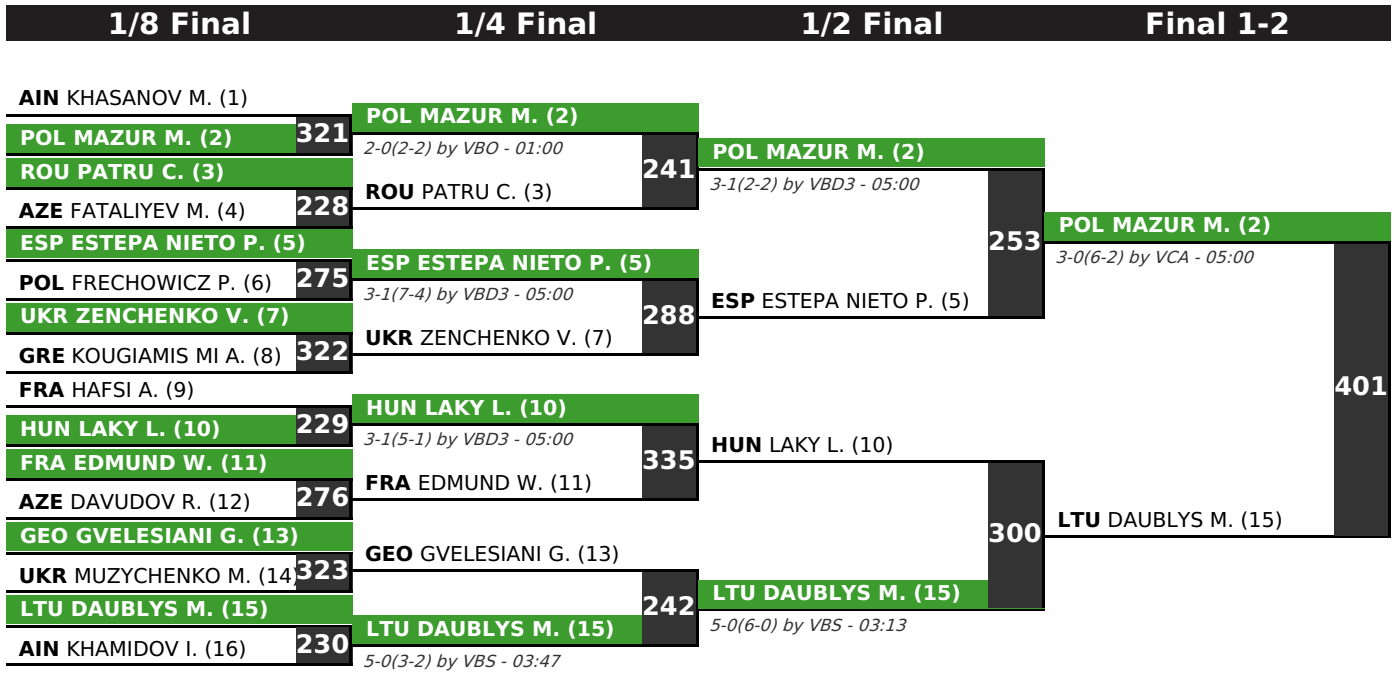 1/8 Final
1/4 Final
1/2 Final
Final 1-2
AIN KHASANOV M. (1)
POL MAZUR M. (2)
321
ROU PATRU C. (3)
AZE FATALIYEV M. (4)
228
ESP ESTEPA NIETO P. (5)
POL FRECHOWICZ P. (6)
275
UKR ZENCHENKO V. (7)
GRE KOUGIAMIS MI A. (8)
322
FRA HAFSI A. (9)
HUN LAKY L. (10)
229
FRA EDMUND W. (11)
AZE DAVUDOV R. (12)
276
GEO GVELESIANI G. (13)
UKR MUZYCHENKO M. (14)
323
LTU DAUBLYS M. (15)
AIN KHAMIDOV I. (16)
230
POL MAZUR M. (2)
2-0(2-2) by VBO - 01:00
ROU PATRU C. (3)
241
ESP ESTEPA NIETO P. (5)
3-1(7-4) by VBD3 - 05:00
UKR ZENCHENKO V. (7)
288
HUN LAKY L. (10)
3-1(5-1) by VBD3 - 05:00
FRA EDMUND W. (11)
335
GEO GVELESIANI G. (13)
242
LTU DAUBLYS M. (15)
5-0(3-2) by VBS - 03:47
POL MAZUR M. (2)
3-1(2-2) by VBD3 - 05:00
253
ESP ESTEPA NIETO P. (5)
HUN LAKY L. (10)
300
LTU DAUBLYS M. (15)
5-0(6-0) by VBS - 03:13
POL MAZUR M. (2)
3-0(6-2) by VCA - 05:00
401
LTU DAUBLYS M. (15)